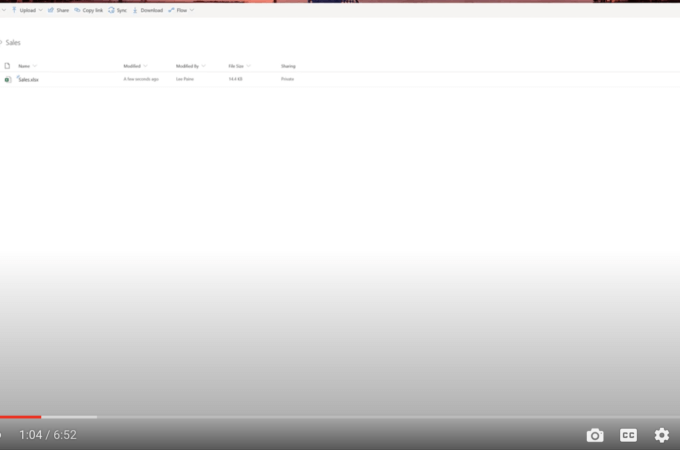 Upload Share Copy link Sync Download Flow
Sales
Name Modified Modified By File Size Sharing
Sales.xlsx A few seconds ago 14.4 KB Private
1:04 / 6:52 CC